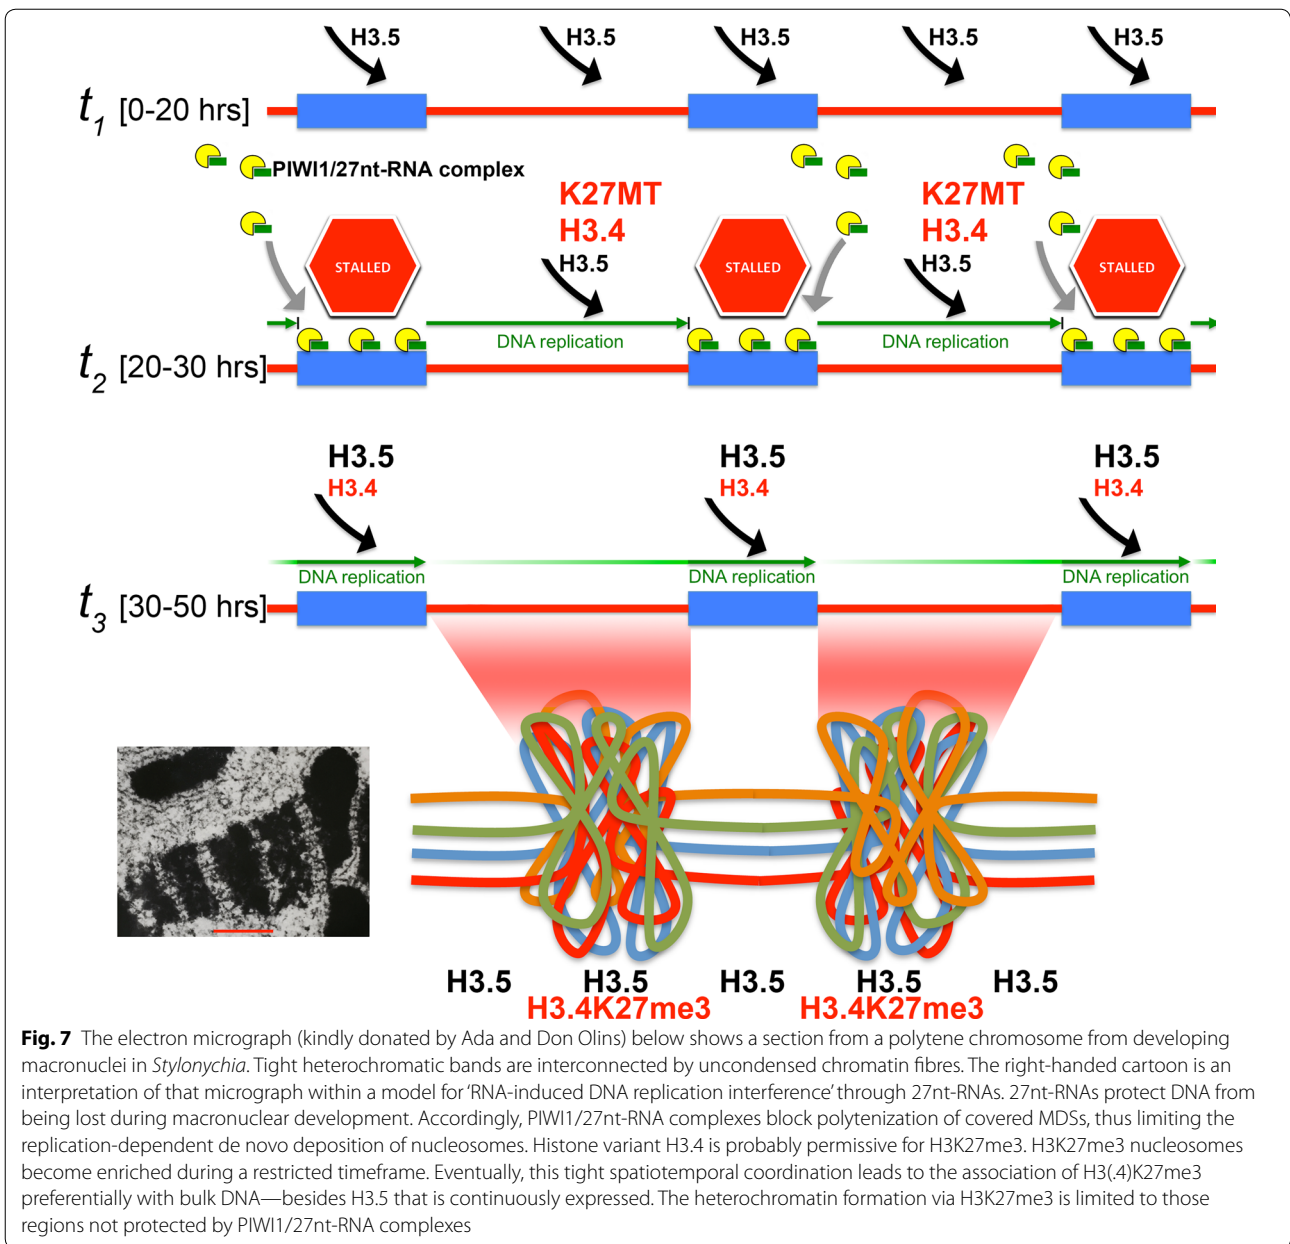 H3.5 H3.5 H3.5 H3.5 H3.5
t1 [0-20 hrs]
PIWI1/27nt-RNA complex
K27MT K27MT
H3.4 H3.4
H3.5 H3.5
STALLED STALLED STALLED
DNA replication DNA replication
t2 [20-30 hrs]
H3.5 H3.5 H3.5
H3.4 H3.4 H3.4
DNA replication DNA replication DNA replication
t3 [30-50 hrs]
H3.5 H3.5 H3.5 H3.5 H3.5
H3.4K27me3 H3.4K27me3
Fig. 7 The electron micrograph (kindly donated by Ada and Don Olins) below shows a section from a polytene chromosome from developing
macronuclei in Stylonychia. Tight heterochromatic bands are interconnected by uncondensed chromatin fibres. The right-handed cartoon is an
interpretation of that micrograph within a model for ‘RNA-induced DNA replication interference’ through 27nt-RNAs. 27nt-RNAs protect DNA from
being lost during macronuclear development. Accordingly, PIWI1/27nt-RNA complexes block polytenization of covered MDSs, thus limiting the
replication-dependent de novo deposition of nucleosomes. Histone variant H3.4 is probably permissive for H3K27me3. H3K27me3 nucleosomes
become enriched during a restricted timeframe. Eventually, this tight spatiotemporal coordination leads to the association of H3(.4)K27me3
preferentially with bulk DNA—besides H3.5 that is continuously expressed. The heterochromatin formation via H3K27me3 is limited to those
regions not protected by PIWI1/27nt-RNA complexes